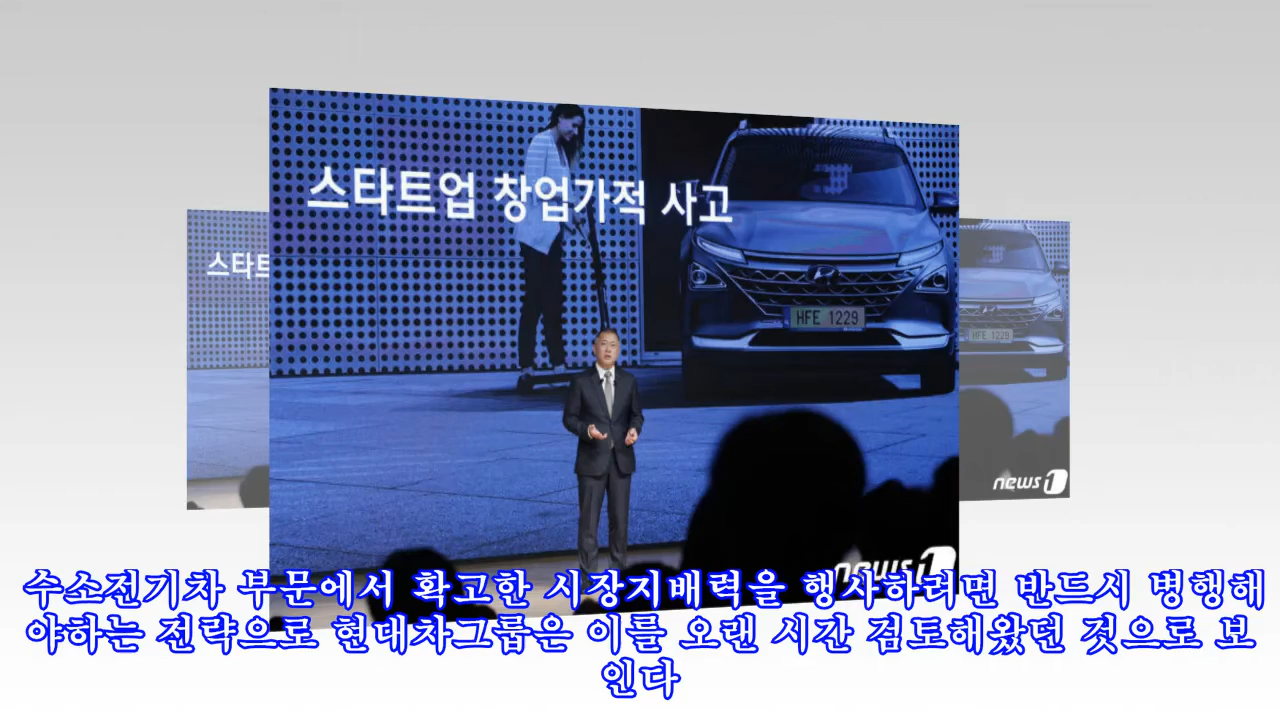 스타트업 창업가적 사고
스타트
HFE 1229
HFE 1229
news1
news1
수소전기차 부문에서 확고한 시장지배력을 행사하려면 반드시 병행해
야하는 전략으로 현대차그룹은 이를 오랜 시간 검토해왔던 것으로 보
인다